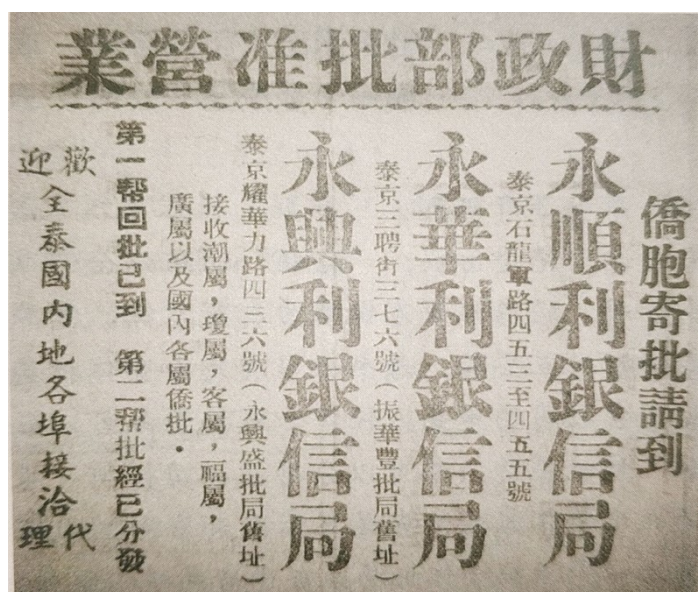 財政部批准營業
僑胞寄批請到
永順利銀信局
泰京石龍軍路四五三至四五五號
永華利銀信局
泰京三聘街三七六號（振華豐批局舊址）
永興利銀信局
泰京耀華力路四三六號（永興盛批局舊址）
接收潮屬，瓊屬，客屬，福屬，
廣屬以及國內各屬僑批．
第一幫回批已到　第二幫批經已分發
歡迎全泰國內地各埠接洽代理